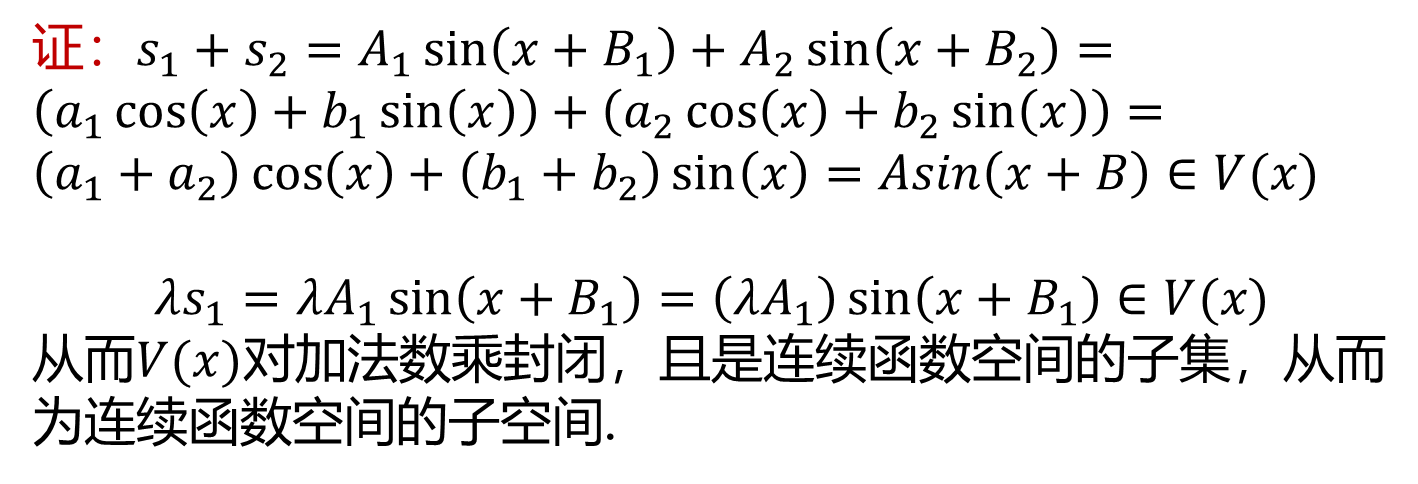 证：s₁ + s₂ = A₁ sin(x + B₁) + A₂ sin(x + B₂) =
(a₁ cos(x) + b₁ sin(x)) + (a₂ cos(x) + b₂ sin(x)) =
(a₁ + a₂) cos(x) + (b₁ + b₂) sin(x) = Asin(x + B) ∈ V(x)
λs₁ = λA₁ sin(x + B₁) = (λA₁) sin(x + B₁) ∈ V(x)
从而V(x)对加法数乘封闭，且是连续函数空间的子集，从而
为连续函数空间的子空间.